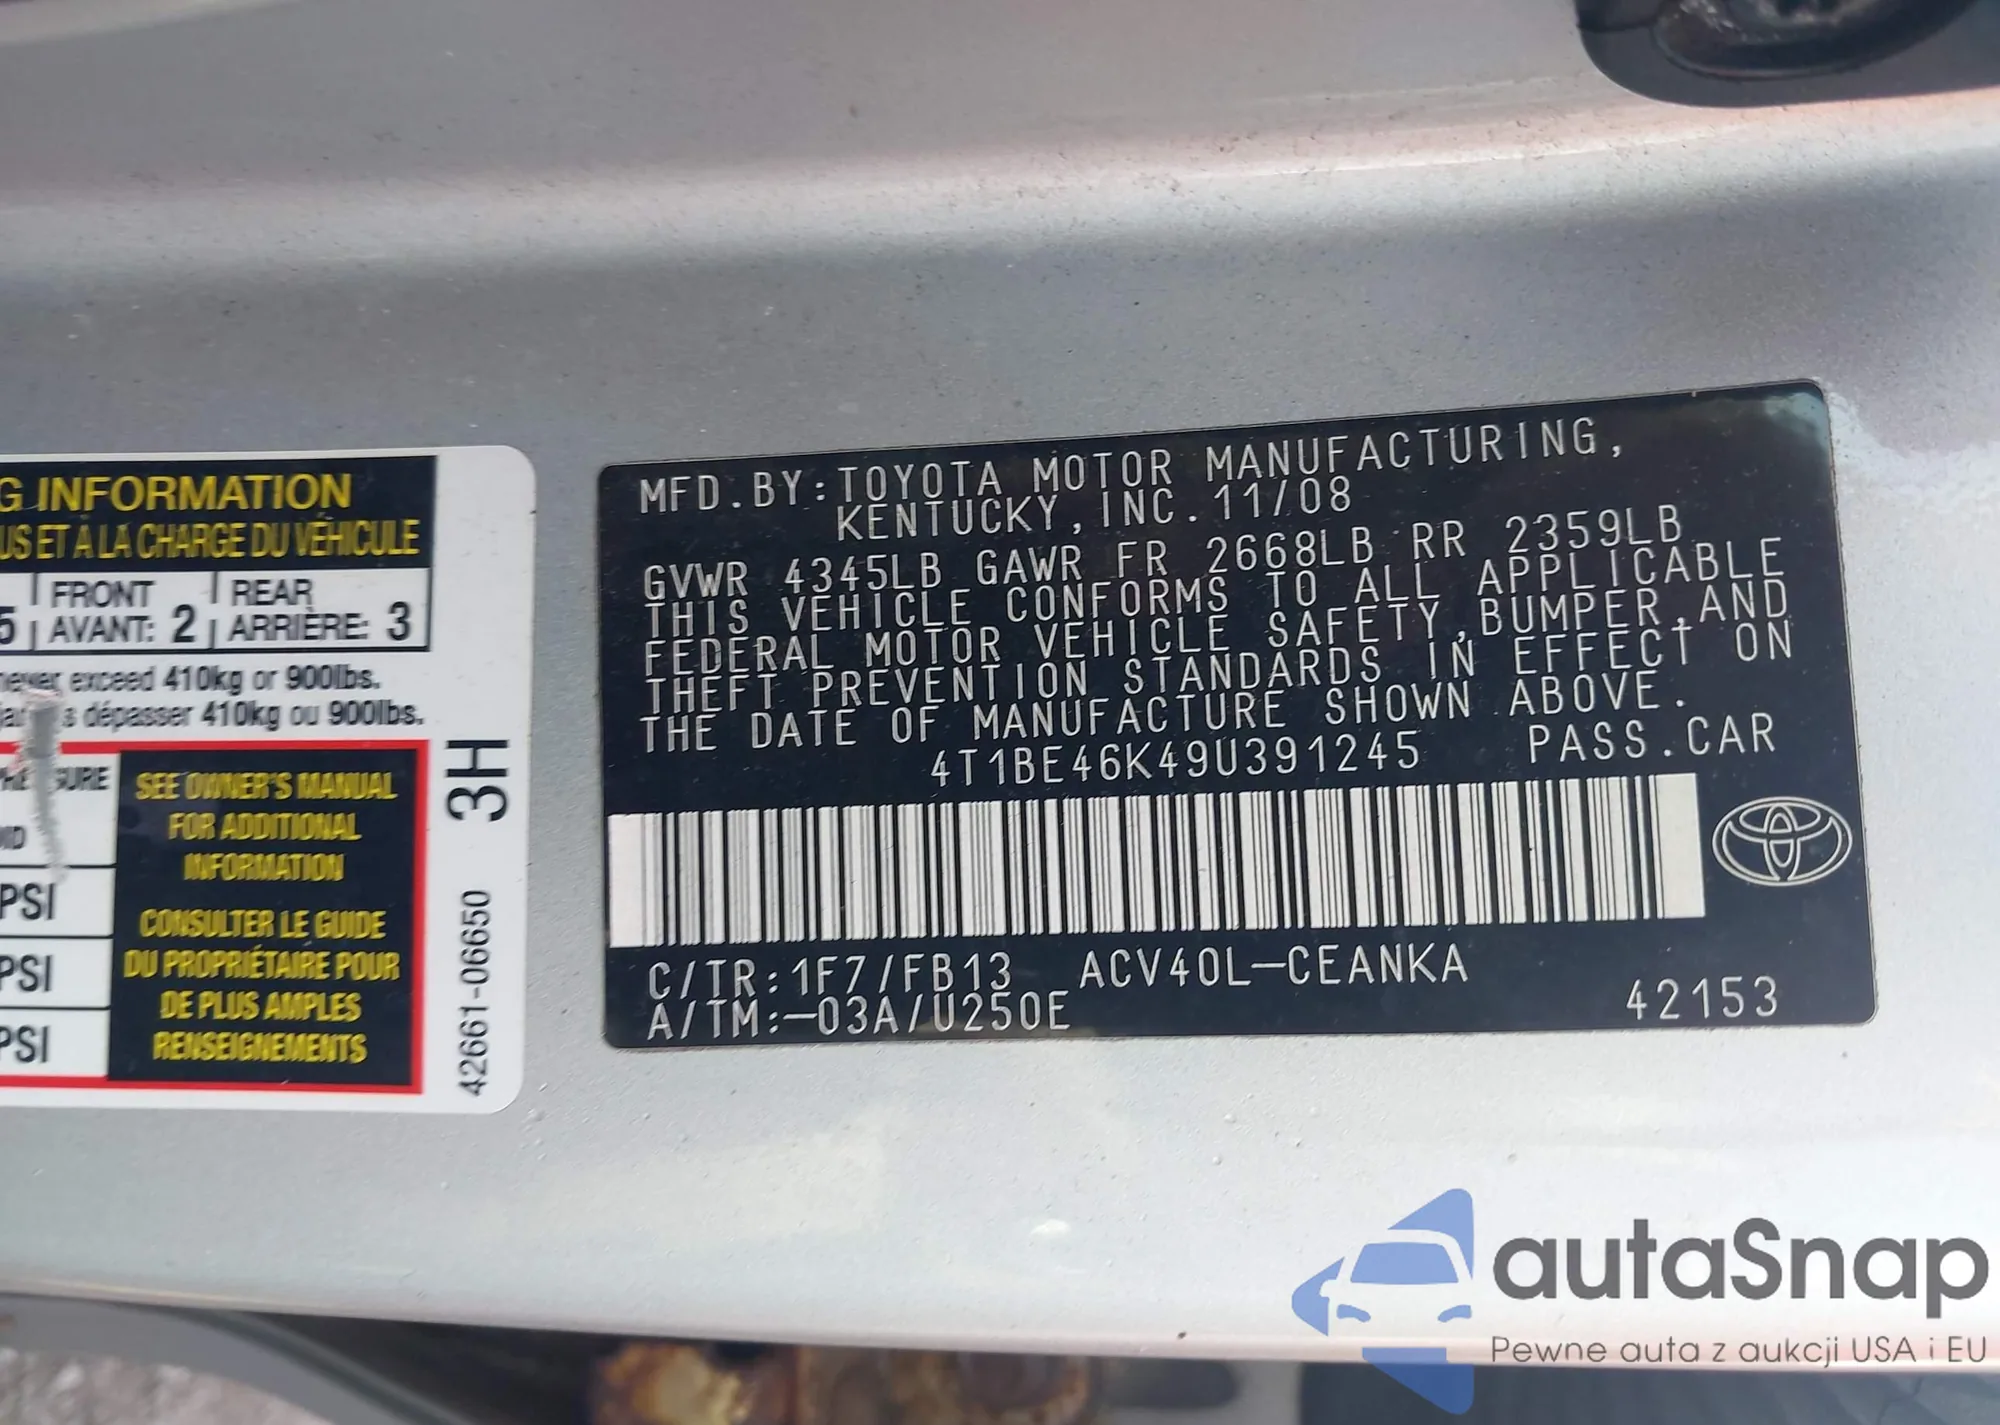 G INFORMATION
US ET À LA CHARGE DU VÉHICULE
5 FRONT REAR
AVANT: 2 ARRIÈRE: 3
never exceed 410kg or 900lbs.
dépasser 410kg ou 900lbs.
SEE OWNER'S MANUAL
FOR ADDITIONAL
INFORMATION
PSI
CONSULTER LE GUIDE
DU PROPRIÉTAIRE POUR
PSI
DE PLUS AMPLES
RENSEIGNEMENTS
PSI
3H
42661-06650
MFD.BY:TOYOTA MOTOR MANUFACTURING,
KENTUCKY,INC.11/08
GVWR 4345LB GAWR FR 2668LB RR 2359LB
THIS VEHICLE CONFORMS TO ALL APPLICABLE
FEDERAL MOTOR VEHICLE SAFETY,BUMPER,AND
THEFT PREVENTION STANDARDS IN EFFECT ON
THE DATE OF MANUFACTURE SHOWN ABOVE.
4T1BE46K49U391245 PASS.CAR
C/TR:1F7/FB13 ACV40L-CEANKA
A/TM:-03A/U250E 42153
autaSnap
Pewne auta z aukcji USA i EU